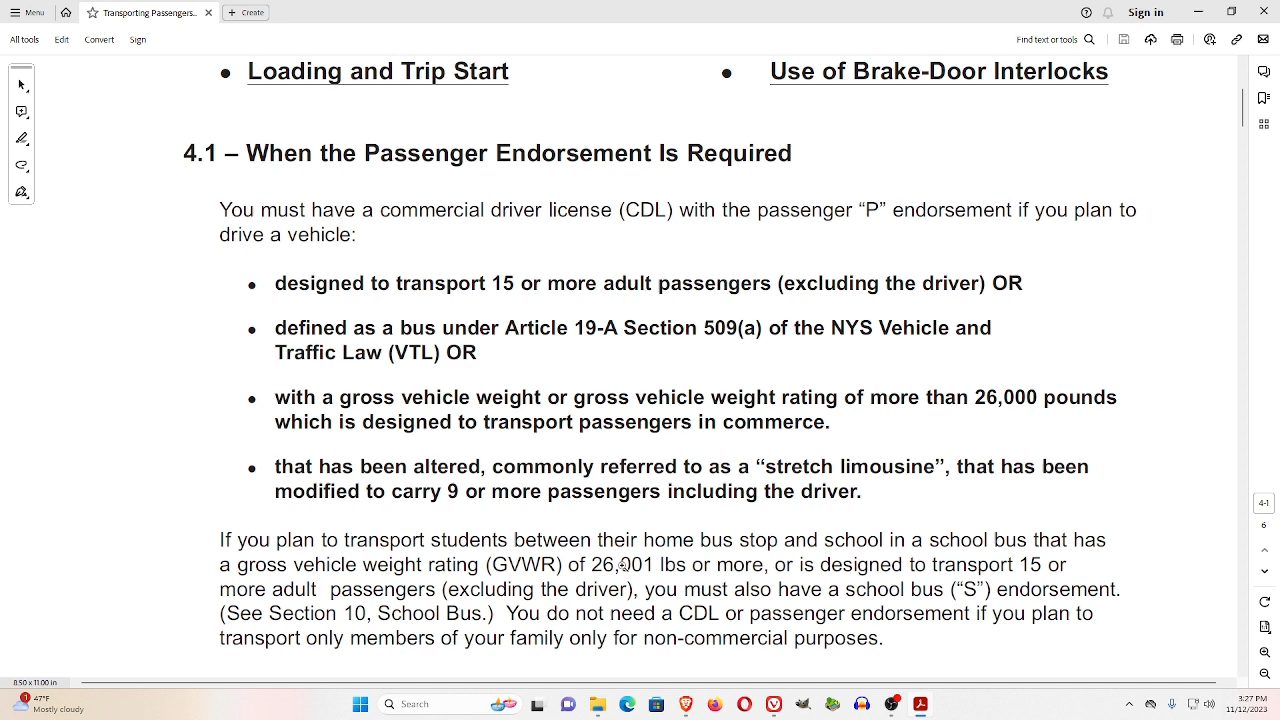 Menu
Transporting Passengers...
Create
Sign in
All tools
Edit
Convert
Sign
Find text or tools
• Loading and Trip Start
• Use of Brake-Door Interlocks
4.1 – When the Passenger Endorsement Is Required
You must have a commercial driver license (CDL) with the passenger “P” endorsement if you plan to
drive a vehicle:
• designed to transport 15 or more adult passengers (excluding the driver) OR
• defined as a bus under Article 19-A Section 509(a) of the NYS Vehicle and
Traffic Law (VTL) OR
• with a gross vehicle weight or gross vehicle weight rating of more than 26,000 pounds
which is designed to transport passengers in commerce.
• that has been altered, commonly referred to as a “stretch limousine”, that has been
modified to carry 9 or more passengers including the driver.
If you plan to transport students between their home bus stop and school in a school bus that has
a gross vehicle weight rating (GVWR) of 26,001 lbs or more, or is designed to transport 15 or
more adult passengers (excluding the driver), you must also have a school bus (“S”) endorsement.
(See Section 10, School Bus.) You do not need a CDL or passenger endorsement if you plan to
transport only members of your family only for non-commercial purposes.
4-1
6
8.50 x 11.00 in
1
47°F
Mostly cloudy
Search
3:27 PM
11/12/2023